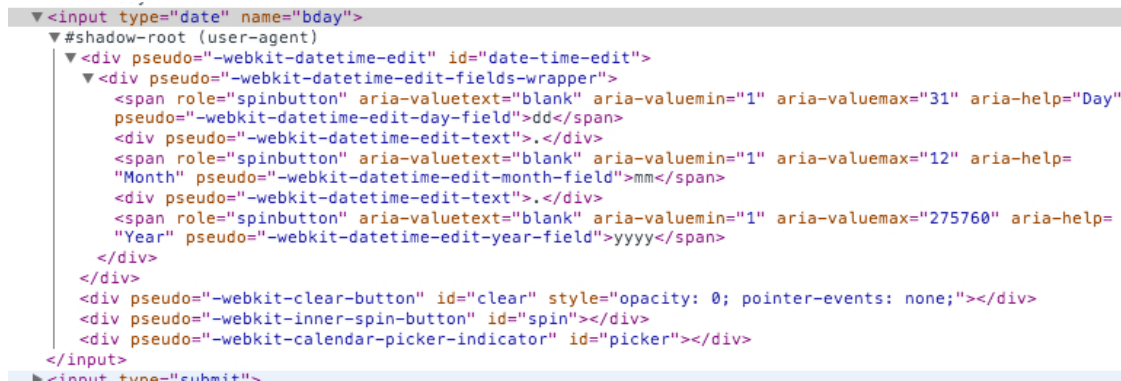 <input type="date" name="bday">
#shadow-root (user-agent)
<div pseudo="-webkit-datetime-edit" id="date-time-edit">
<div pseudo="-webkit-datetime-edit-fields-wrapper">
<span role="spinbutton" aria-valuetext="blank" aria-valuemin="1" aria-valuemax="31" aria-help="Day"
pseudo="-webkit-datetime-edit-day-field">dd</span>
<div pseudo="-webkit-datetime-edit-text">.</div>
<span role="spinbutton" aria-valuetext="blank" aria-valuemin="1" aria-valuemax="12" aria-help=
"Month" pseudo="-webkit-datetime-edit-month-field">mm</span>
<div pseudo="-webkit-datetime-edit-text">.</div>
<span role="spinbutton" aria-valuetext="blank" aria-valuemin="1" aria-valuemax="275760" aria-help=
"Year" pseudo="-webkit-datetime-edit-year-field">yyyy</span>
</div>
</div>
<div pseudo="-webkit-clear-button" id="clear" style="opacity: 0; pointer-events: none;"></div>
<div pseudo="-webkit-inner-spin-button" id="spin"></div>
<div pseudo="-webkit-calendar-picker-indicator" id="picker"></div>
</input>
<input type="submit">